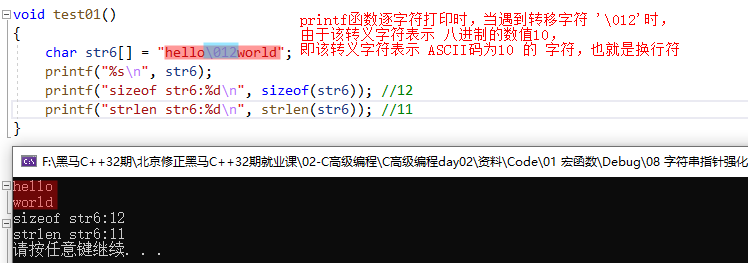 void test01()
{
char str6[] = "hello\012world";
printf("%s\n", str6);
printf("sizeof str6:%d\n", sizeof(str6)); //12
printf("strlen str6:%d\n", strlen(str6)); //11
}
printf函数逐字符打印时，当遇到转移字符 '\012'时，
由于该转义字符表示 八进制的数值10，
即该转义字符表示 ASCII码为10 的 字符，也就是换行符
F:\黑马C++32期\北京修正黑马C++32期就业课\02-C高级编程\C高级编程day02\资料\Code\01 宏函数\Debug\08 字符串指针强化
hello
world
sizeof str6:12
strlen str6:11
请按任意键继续. . .